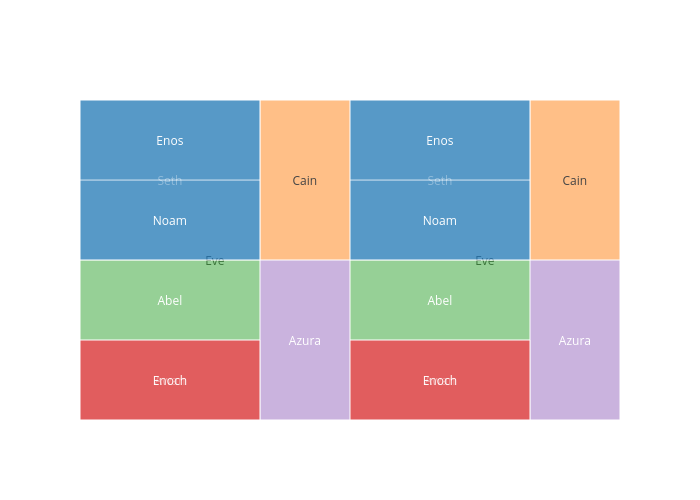 Enos
Enos
Seth
Cain
Seth
Cain
Noam
Noam
Eve
Eve
Abel
Abel
Azura
Azura
Enoch
Enoch